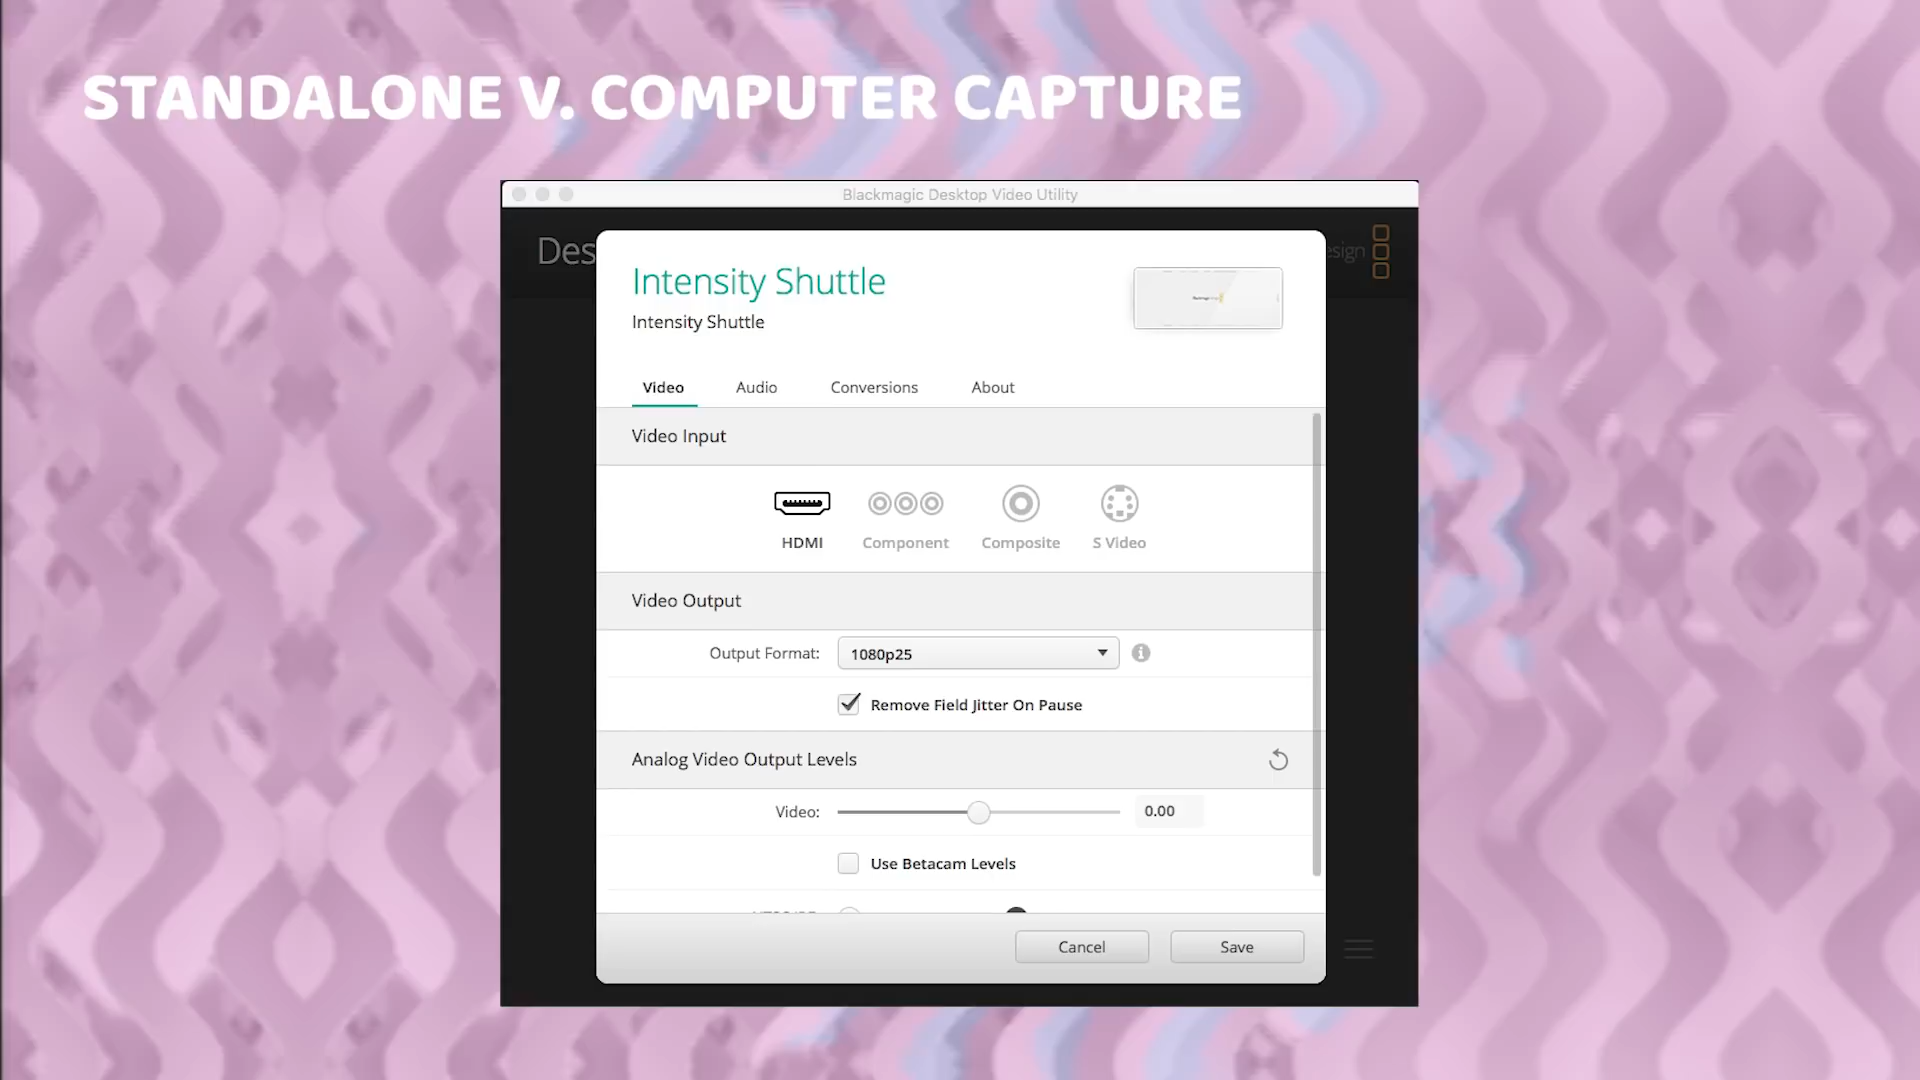 STANDALONE V. COMPUTER CAPTURE
Blackmagic Desktop Video Utility
Des
esign
Intensity Shuttle
Intensity Shuttle
Video Audio Conversions About
Video Input
HDMI Component Composite S Video
Video Output
Output Format: 1080p25
Remove Field Jitter On Pause
Analog Video Output Levels
Video: 0.00
Use Betacam Levels
Cancel Save